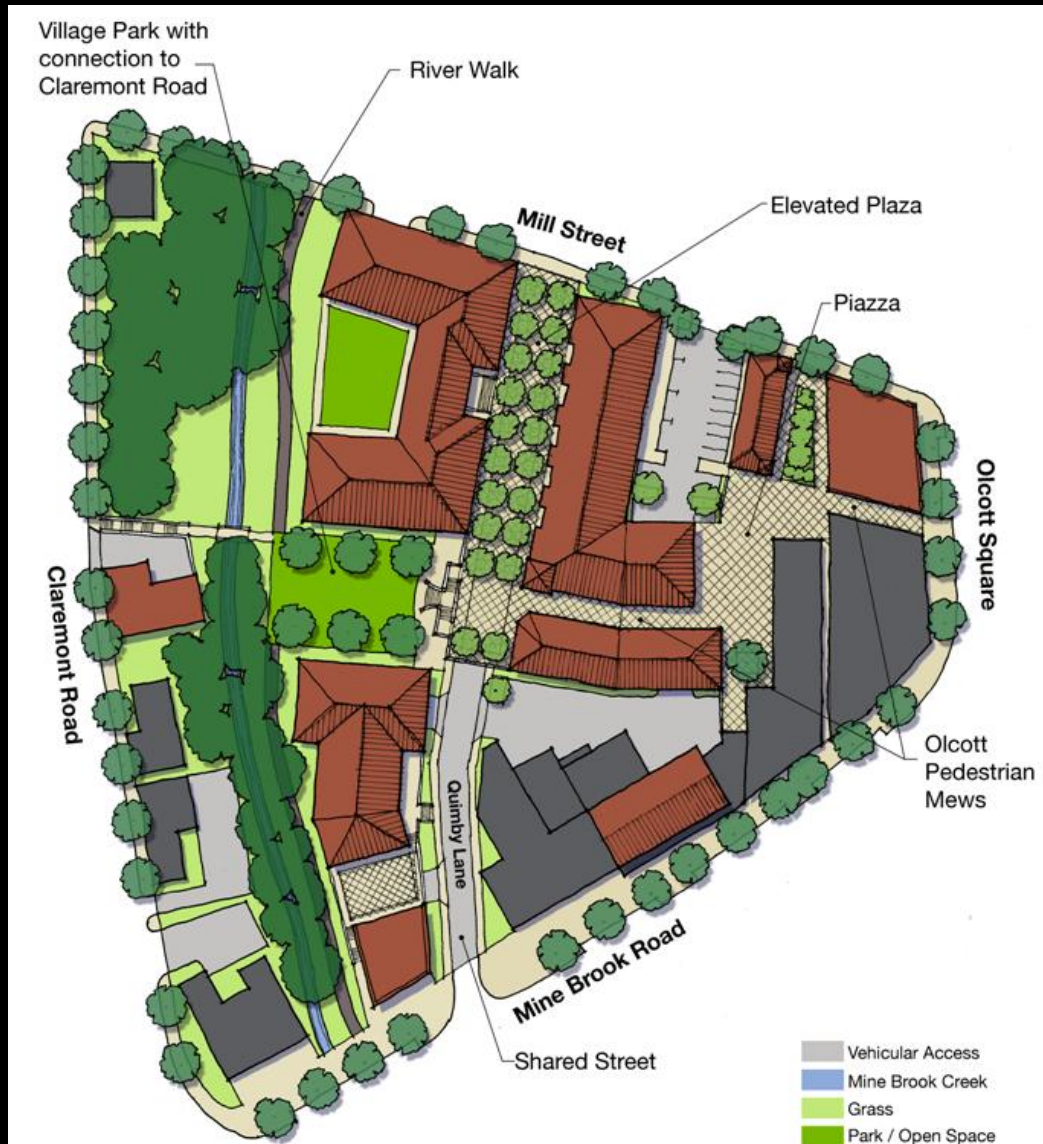 Village Park with
connection to
Claremont Road
River Walk
Mill Street
Elevated Plaza
Piazza
Olcott Square
Claremont Road
Quimby Lane
Olcott
Pedestrian
Mews
Mine Brook Road
Shared Street
Vehicular Access
Mine Brook Creek
Grass
Park / Open Space